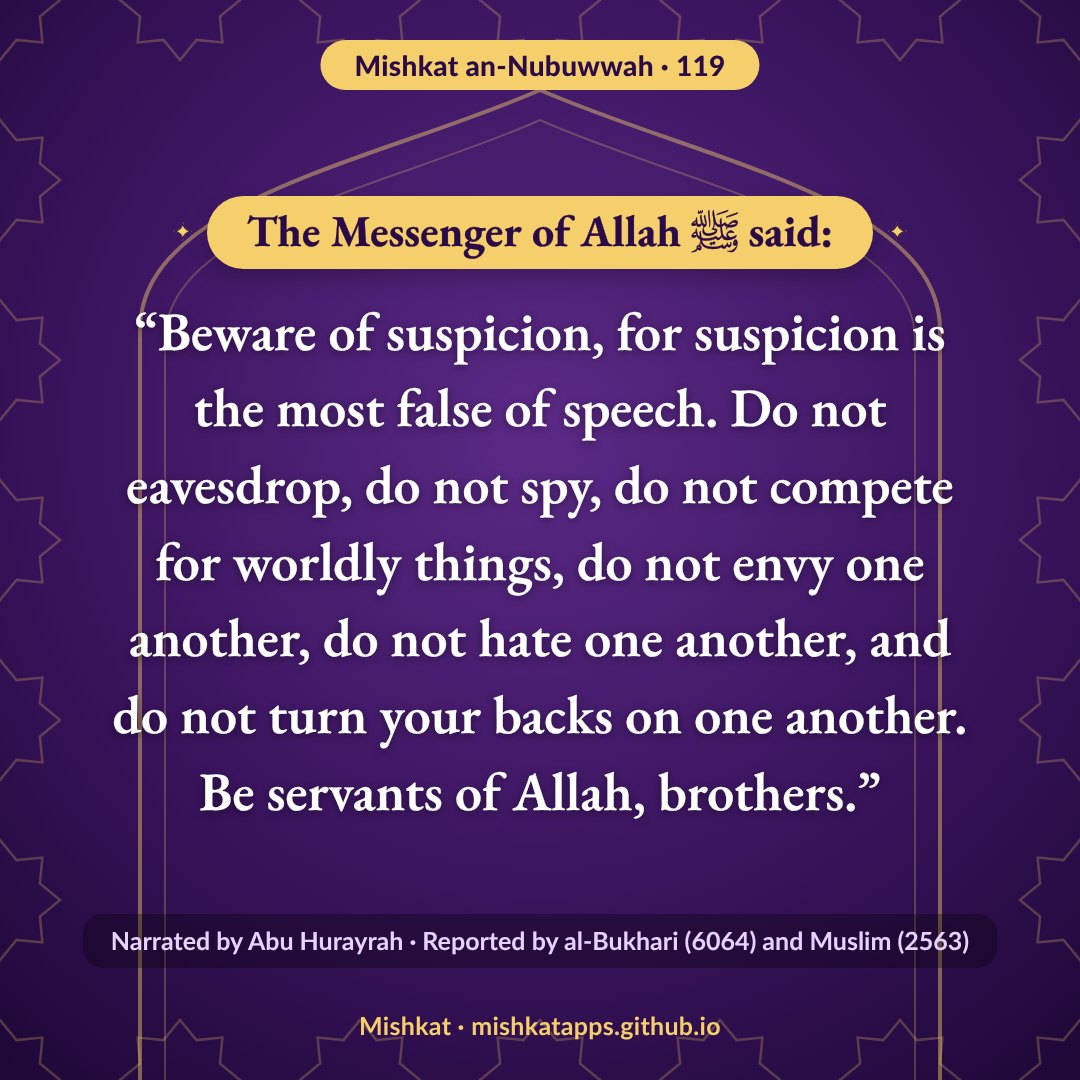 Mishkat an-Nubuwwah · 119
The Messenger of Allah ﷺ said:
“Beware of suspicion, for suspicion is
the most false of speech. Do not
eavesdrop, do not spy, do not compete
for worldly things, do not envy one
another, do not hate one another, and
do not turn your backs on one another.
Be servants of Allah, brothers.”
Narrated by Abu Hurayrah · Reported by al-Bukhari (6064) and Muslim (2563)
Mishkat · mishkatapps.github.io